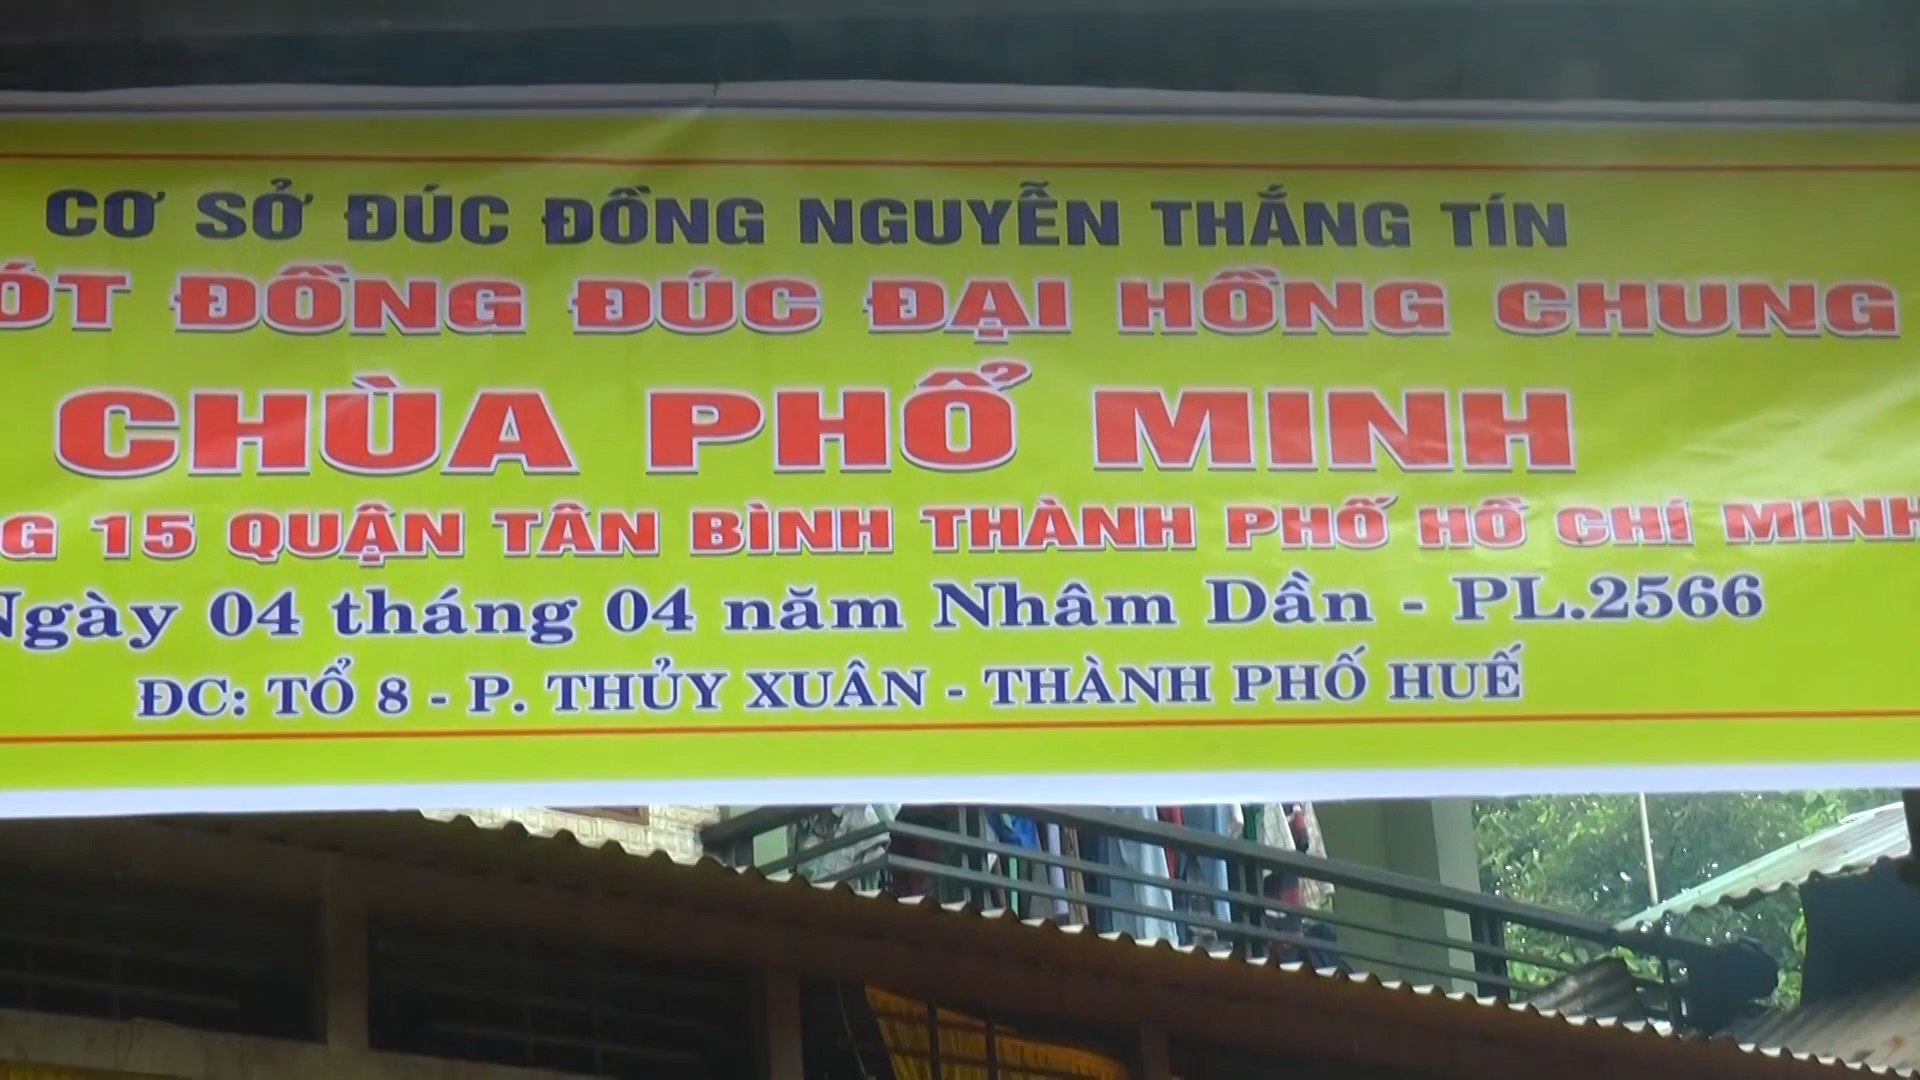 CƠ SỞ ĐÚC ĐỒNG NGUYỄN THẮNG TÍN
ÓT ĐỒNG ĐÚC ĐẠI HỒNG CHUNG
CHÙA PHỔ MINH
G 15 QUẬN TÂN BÌNH THÀNH PHỐ HỒ CHÍ MINH
Ngày 04 tháng 04 năm Nhâm Dần - PL.2566
ĐC: TỔ 8 - P. THỦY XUÂN - THÀNH PHỐ HUẾ